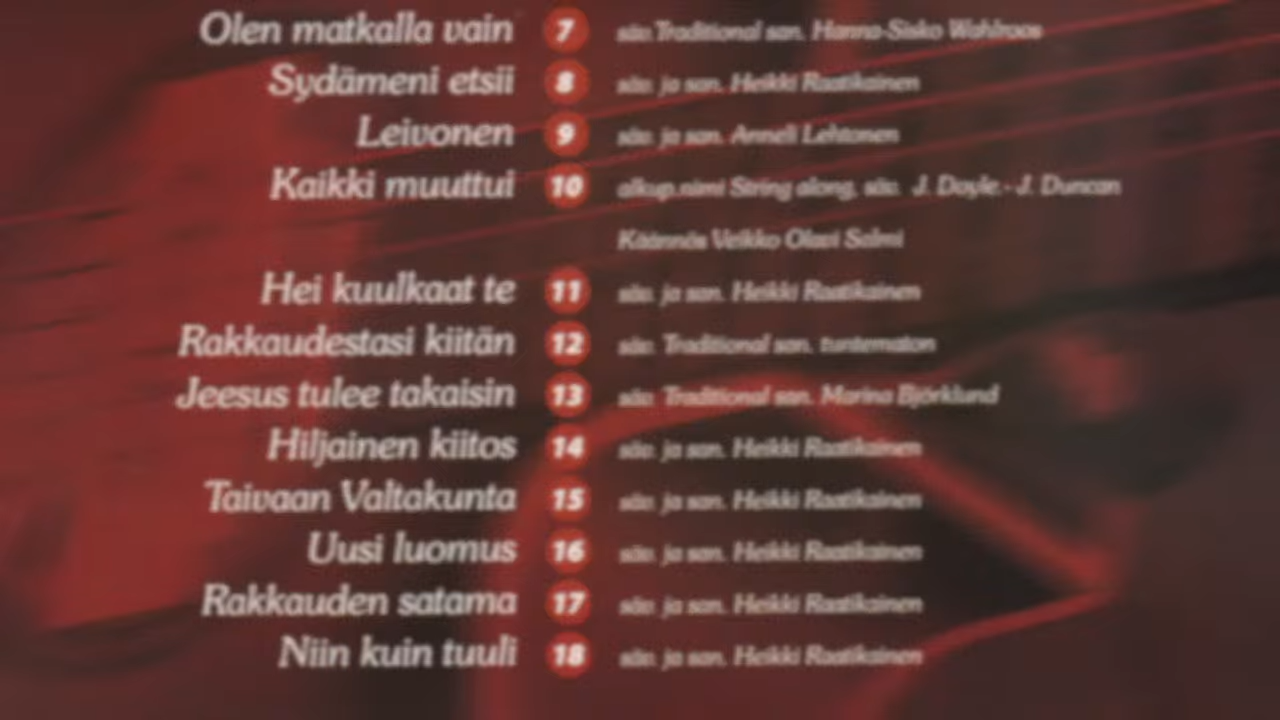 Olen matkalla vain 7 säv.Traditional san. Hanna-Sisko Wahlroos
Sydämeni etsii 8 säv. ja san. Heikki Raatikainen
Leivonen 9 säv. ja san. Anneli Lehtonen
Kaikki muuttui 10 alkup.nimi String along, säv. J. Doyle - J. Duncan
Käännös Veikko Olavi Salmi
Hei kuulkaat te 11 säv. ja san. Heikki Raatikainen
Rakkaudestasi kiitän 12 säv. Traditional san. tuntematon
Jeesus tulee takaisin 13 säv. Traditional san. Marina Björklund
Hiljainen kiitos 14 säv. ja san. Heikki Raatikainen
Taivaan Valtakunta 15 säv. ja san. Heikki Raatikainen
Uusi luomus 16 säv. ja san. Heikki Raatikainen
Rakkauden satama 17 säv. ja san. Heikki Raatikainen
Niin kuin tuuli 18 säv. ja san. Heikki Raatikainen